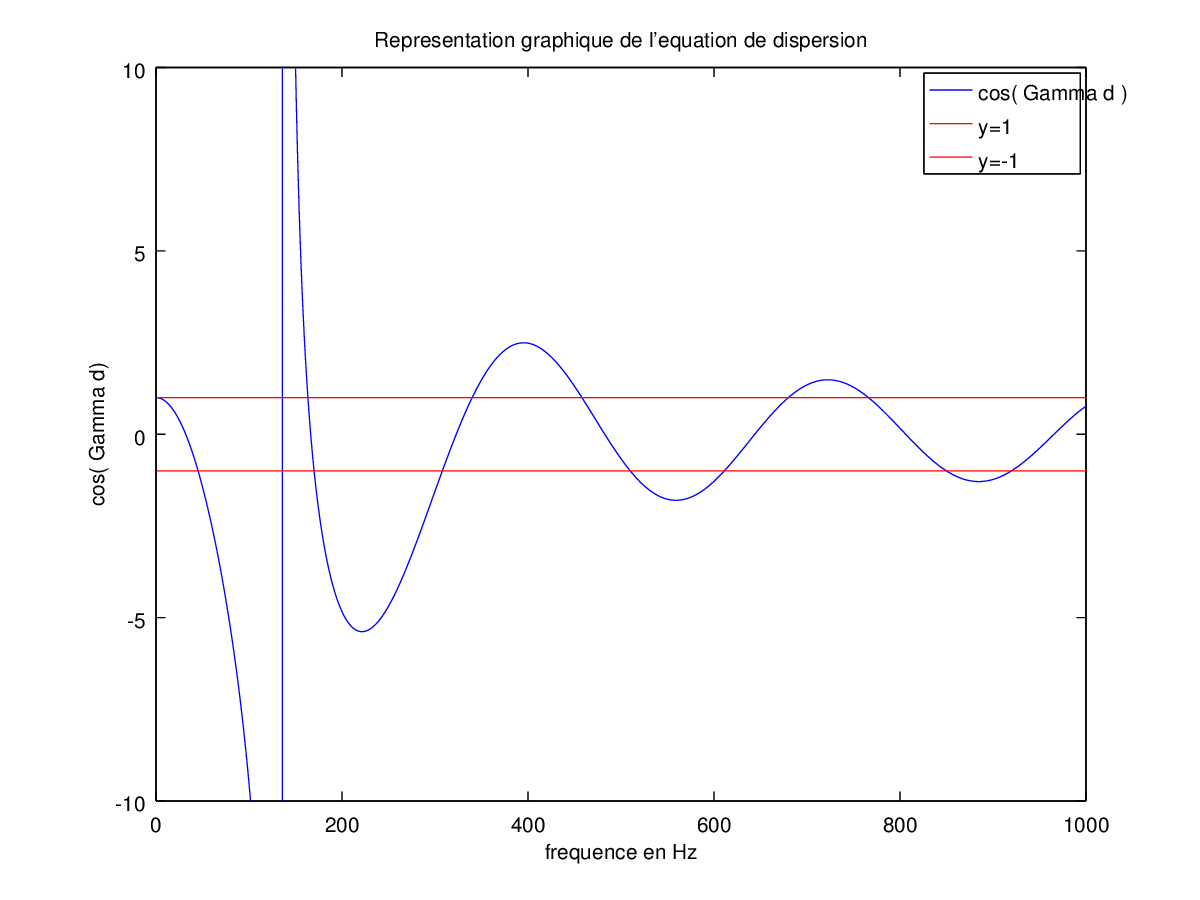 Representation graphique de l'equation de dispersion
10
5
0
-5
-10
cos( Gamma d)
cos( Gamma d )
y=1
y=-1
0 200 400 600 800 1000
frequence en Hz